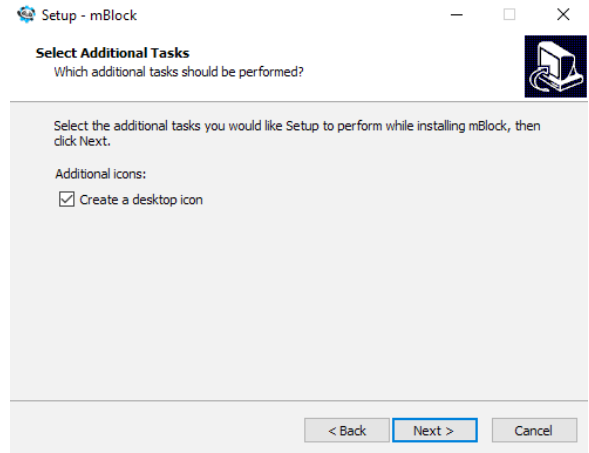 Setup - mBlock
Select Additional Tasks
Which additional tasks should be performed?
Select the additional tasks you would like Setup to perform while installing mBlock, then
click Next.
Additional icons:
Create a desktop icon
< Back
Next >
Cancel